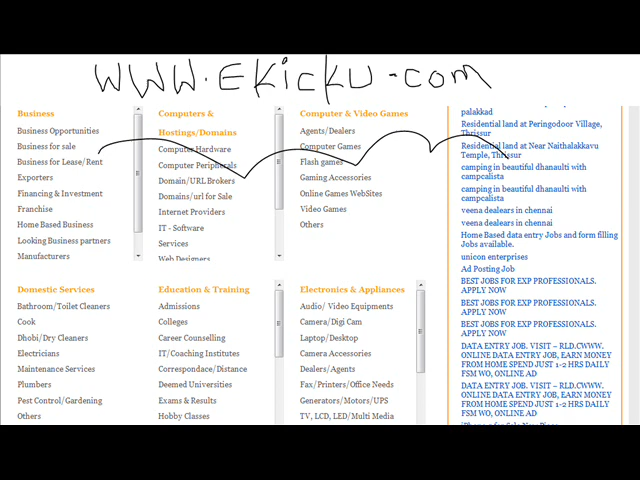 WWW.EKicKU.com
Business
Business Opportunities
Business for sale
Business for Lease/Rent
Exporters
Financing & Investment
Franchise
Home Based Business
Looking Business partners
Manufacturers
Computers &
Hostings/Domains
Computer Hardware
Computer Peripherals
Domain/URL Brokers
Domains/url for Sale
Internet Providers
IT - Software
Services
Web Designers
Computer & Video Games
Agents/Dealers
Computer Games
Flash games
Gaming Accessories
Online Games WebSites
Video Games
Others
palakkad
Residential land at Peringodoor Village,
Thrissur
Residential land at Near Naithalakkavu
Temple, Thrissur
camping in beautiful dhanaulti with
campcalista
camping in beautiful dhanaulti with
campcalista
veena dealears in chennai
veena dealears in chennai
Home Based data entry Jobs and form filling
Jobs available.
unicon enterprises
Ad Posting Job
BEST JOBS FOR EXP PROFESSIONALS.
APPLY NOW
BEST JOBS FOR EXP PROFESSIONALS.
APPLY NOW
BEST JOBS FOR EXP PROFESSIONALS.
APPLY NOW
DATA ENTRY JOB. VISIT – RLD.CWWW.
ONLINE DATA ENTRY JOB, EARN MONEY
FROM HOME SPEND JUST 1-2 HRS DAILY
FSM WO, ONLINE AD
DATA ENTRY JOB. VISIT – RLD.CWWW.
ONLINE DATA ENTRY JOB, EARN MONEY
FROM HOME SPEND JUST 1-2 HRS DAILY
FSM WO, ONLINE AD
Domestic Services
Bathroom/Toilet Cleaners
Cook
Dhobi/Dry Cleaners
Electricians
Maintenance Services
Plumbers
Pest Control/Gardening
Others
Education & Training
Admissions
Colleges
Career Counselling
IT/Coaching Institutes
Correspondace/Distance
Deemed Universities
Exams & Results
Hobby Classes
Electronics & Appliances
Audio/ Video Equipments
Camera/Digi Cam
Laptop/Desktop
Camera Accessories
Dealers/Agents
Fax/Printers/Office Needs
Generators/Motors/UPS
TV, LCD, LED/Multi Media